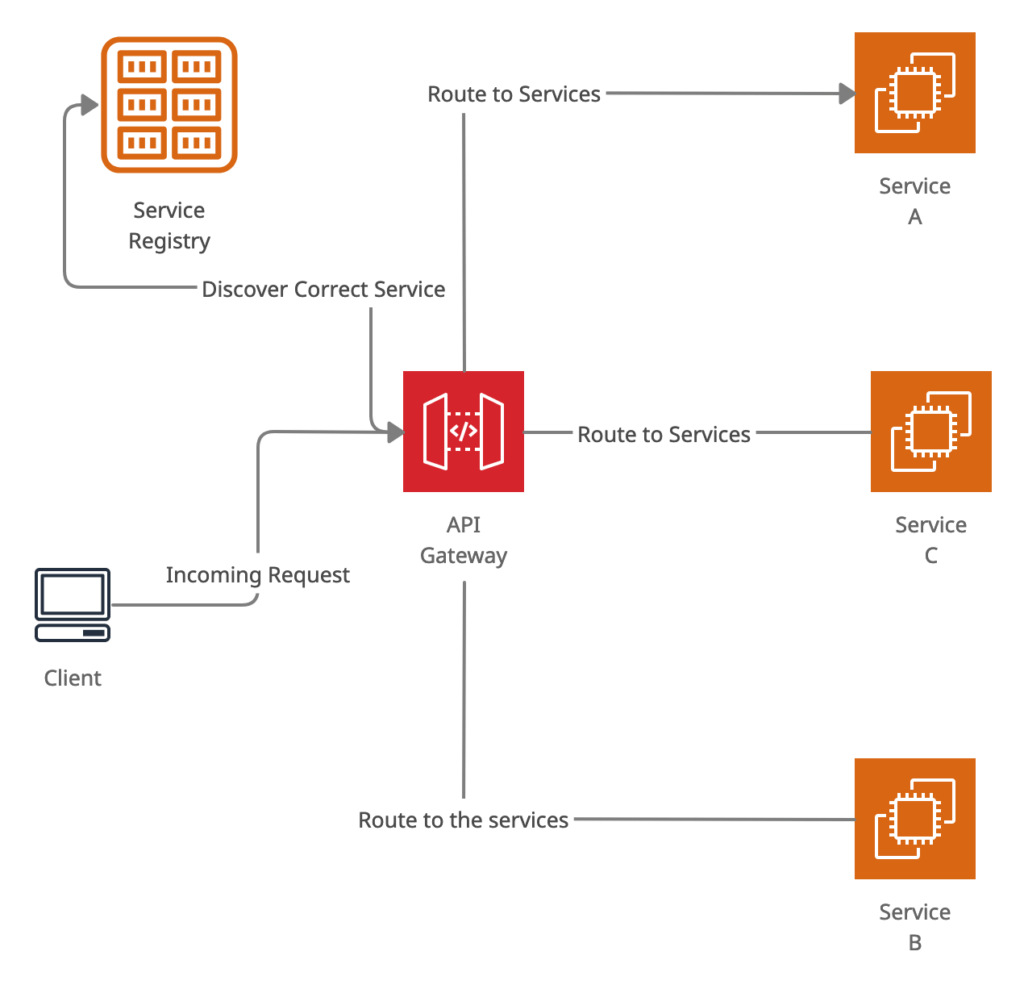 Route to Services
Service
A
Service
Registry
Discover Correct Service
Route to Services
API
Gateway
Service
C
Incoming Request
Client
Route to the services
Service
B